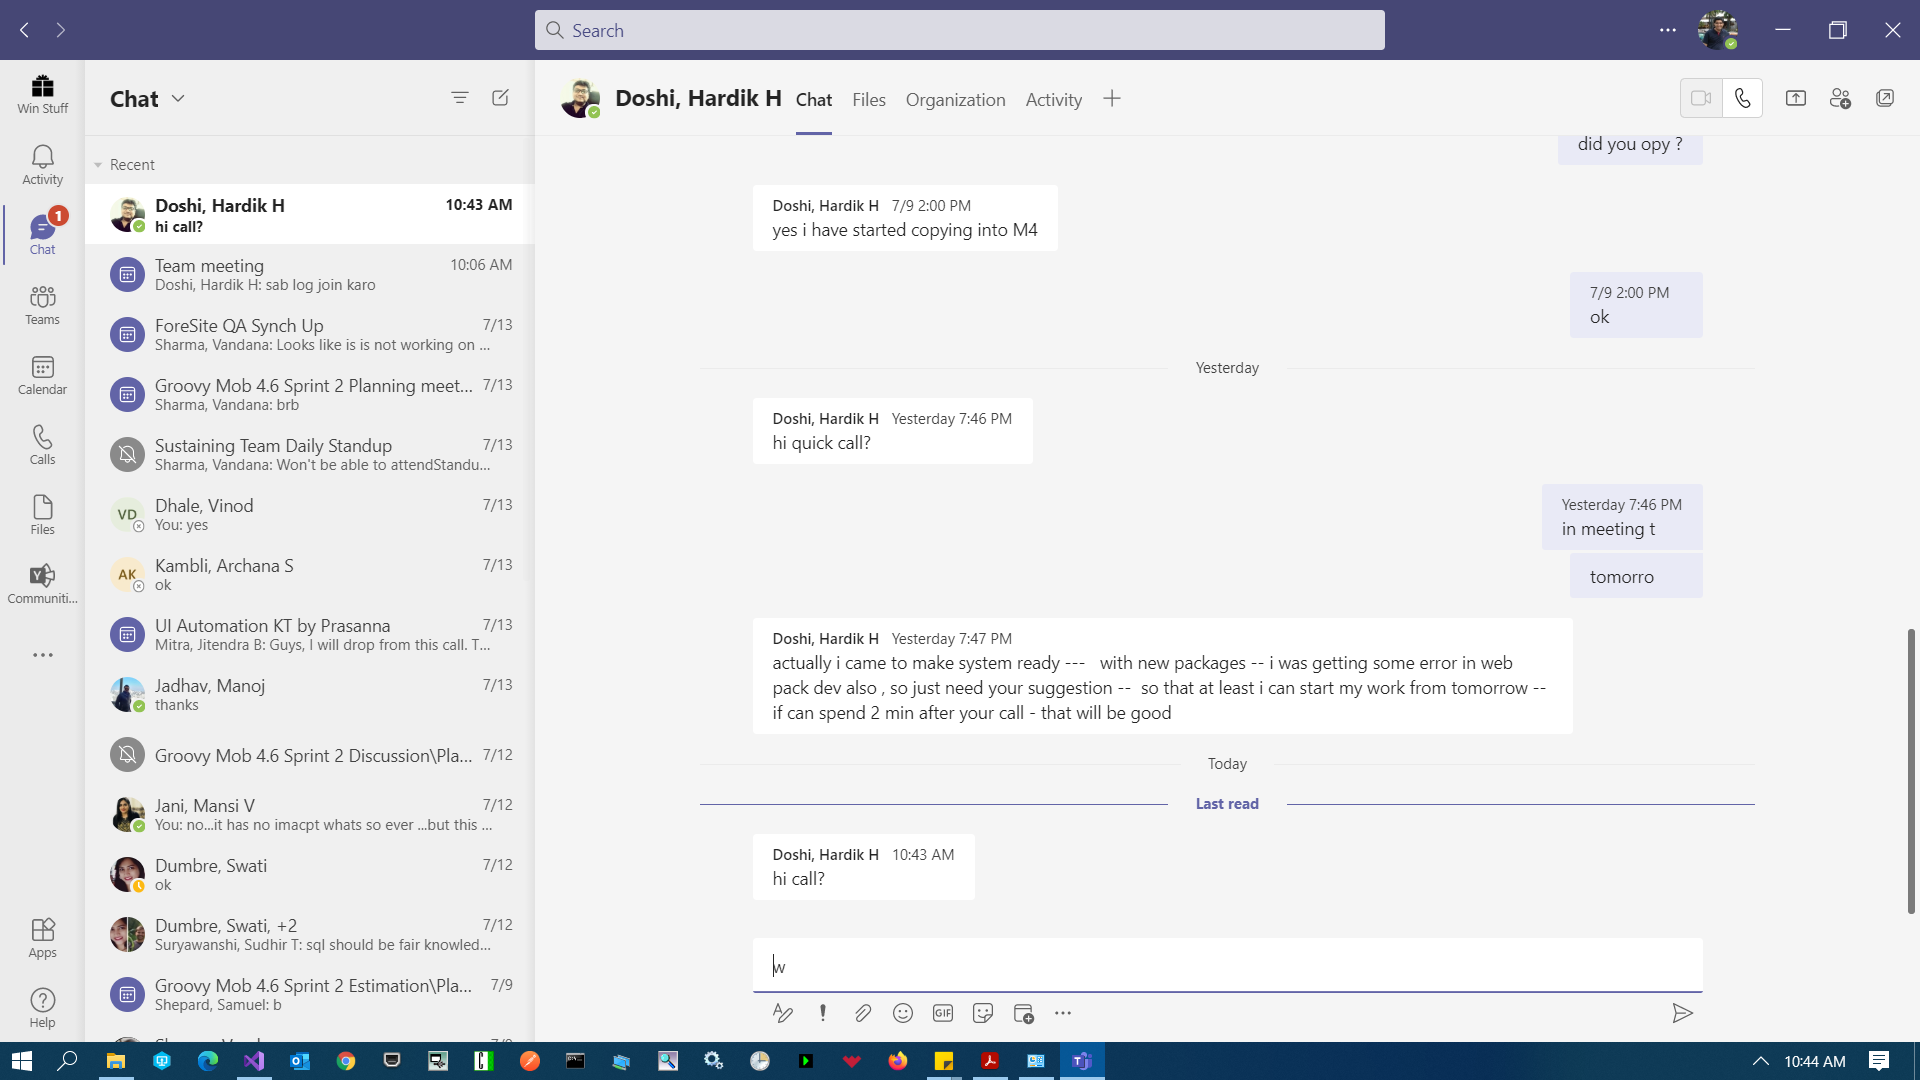 Search
Win Stuff
Activity
1
Chat
Teams
Calendar
Calls
Files
Communiti...
Apps
Help
Chat
Recent
Doshi, Hardik H 10:43 AM
hi call?
Team meeting 10:06 AM
Doshi, Hardik H: sab log join karo
ForeSite QA Synch Up 7/13
Sharma, Vandana: Looks like is is not working on ...
Groovy Mob 4.6 Sprint 2 Planning meet... 7/13
Sharma, Vandana: brb
Sustaining Team Daily Standup 7/13
Sharma, Vandana: Won't be able to attendStandu...
VD
Dhale, Vinod 7/13
You: yes
AK
Kambli, Archana S 7/13
ok
UI Automation KT by Prasanna 7/13
Mitra, Jitendra B: Guys, I will drop from this call. T...
Jadhav, Manoj 7/13
thanks
Groovy Mob 4.6 Sprint 2 Discussion\Pla... 7/12
Jani, Mansi V 7/12
You: no...it has no imacpt whats so ever ...but this ...
Dumbre, Swati 7/12
ok
Dumbre, Swati, +2 7/12
Suryawanshi, Sudhir T: sql should be fair knowled...
Groovy Mob 4.6 Sprint 2 Estimation\Pla... 7/9
Shepard, Samuel: b
Doshi, Hardik H Chat Files Organization Activity
did you opy ?
Doshi, Hardik H 7/9 2:00 PM
yes i have started copying into M4
7/9 2:00 PM
ok
Yesterday
Doshi, Hardik H Yesterday 7:46 PM
hi quick call?
Yesterday 7:46 PM
in meeting t
tomorro
Doshi, Hardik H Yesterday 7:47 PM
actually i came to make system ready --- with new packages -- i was getting some error in web
pack dev also , so just need your suggestion -- so that at least i can start my work from tomorrow --
if can spend 2 min after your call - that will be good
Today
Last read
Doshi, Hardik H 10:43 AM
hi call?
w
GIF
10:44 AM